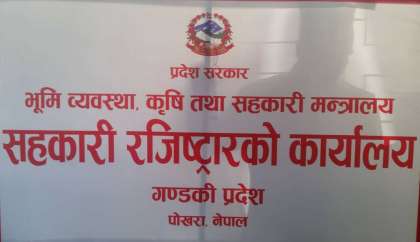 प्रदेश सरकार
भूमि व्यवस्था, कृषि तथा सहकारी मन्त्रालय
सहकारी रजिष्ट्रारको कार्यालय
गण्डकी प्रदेश
पोखरा, नेपाल